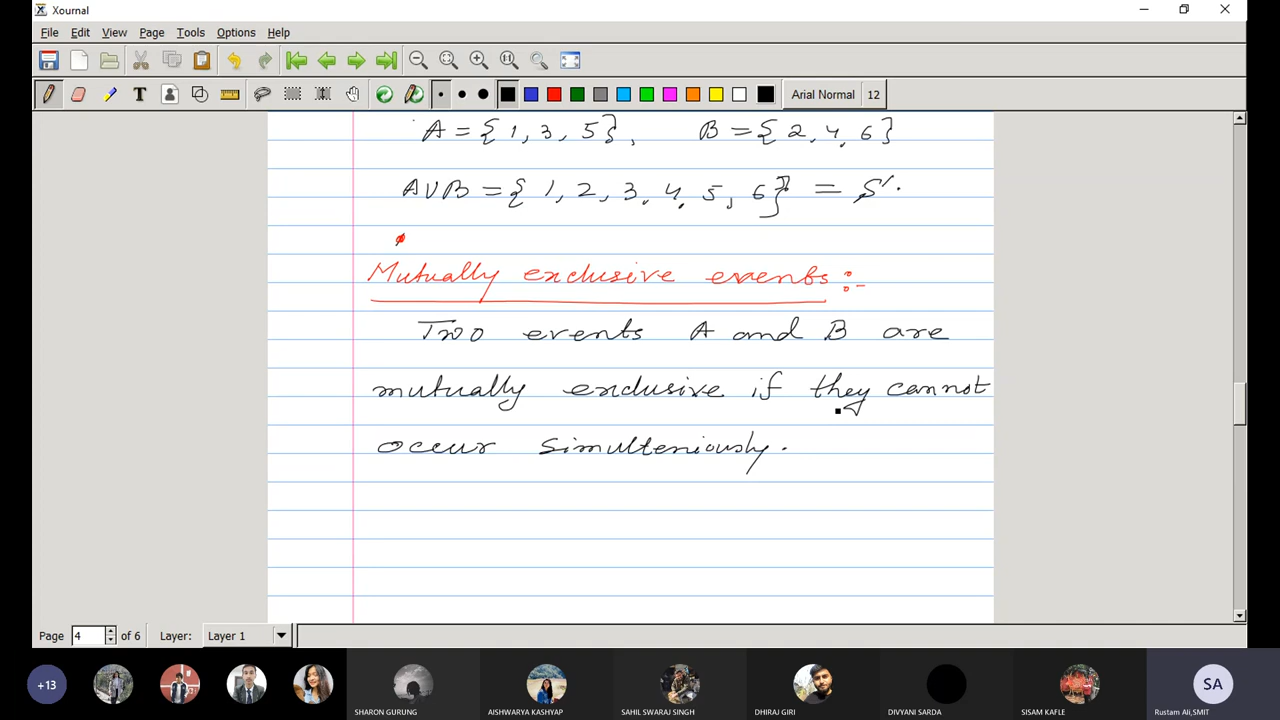 Xournal
File Edit View Page Tools Options Help
Arial Normal 12
A = {1, 3, 5}, B = {2, 4, 6}
A∪B = {1, 2, 3, 4, 5, 6} = S.
Mutually exclusive events :-
Two events A and B are
mutually exclusive if they cannot
occur simulteniously.
Page 4 of 6 Layer: Layer 1
+13 SHARON GURUNG AISHWARYA KASHYAP SAHIL SWARAJ SINGH DHIRAJ GIRI DIVYANI SARDA SISAM KAFLE SA Rustam Ali,SMIT